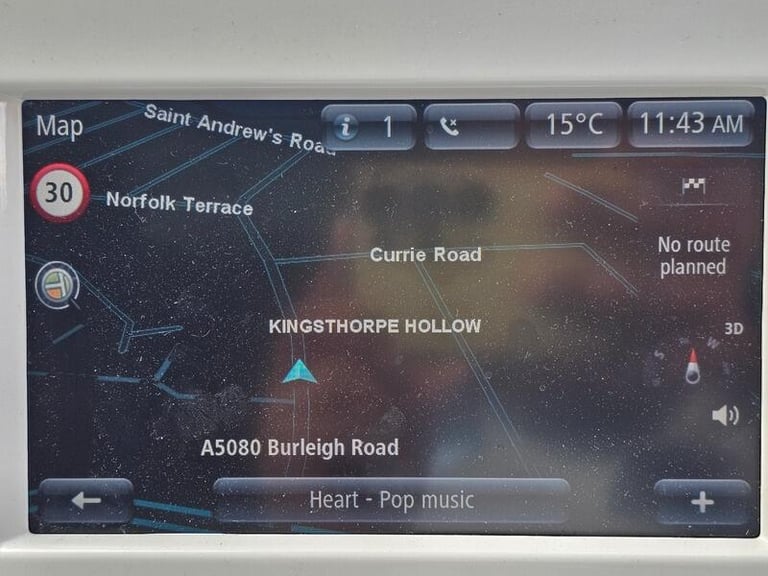 Map
Saint Andrew's Road
1
15°C
11:43 AM
30
Norfolk Terrace
Currie Road
No route
planned
KINGSTHORPE HOLLOW
3D
A5080 Burleigh Road
Heart - Pop music